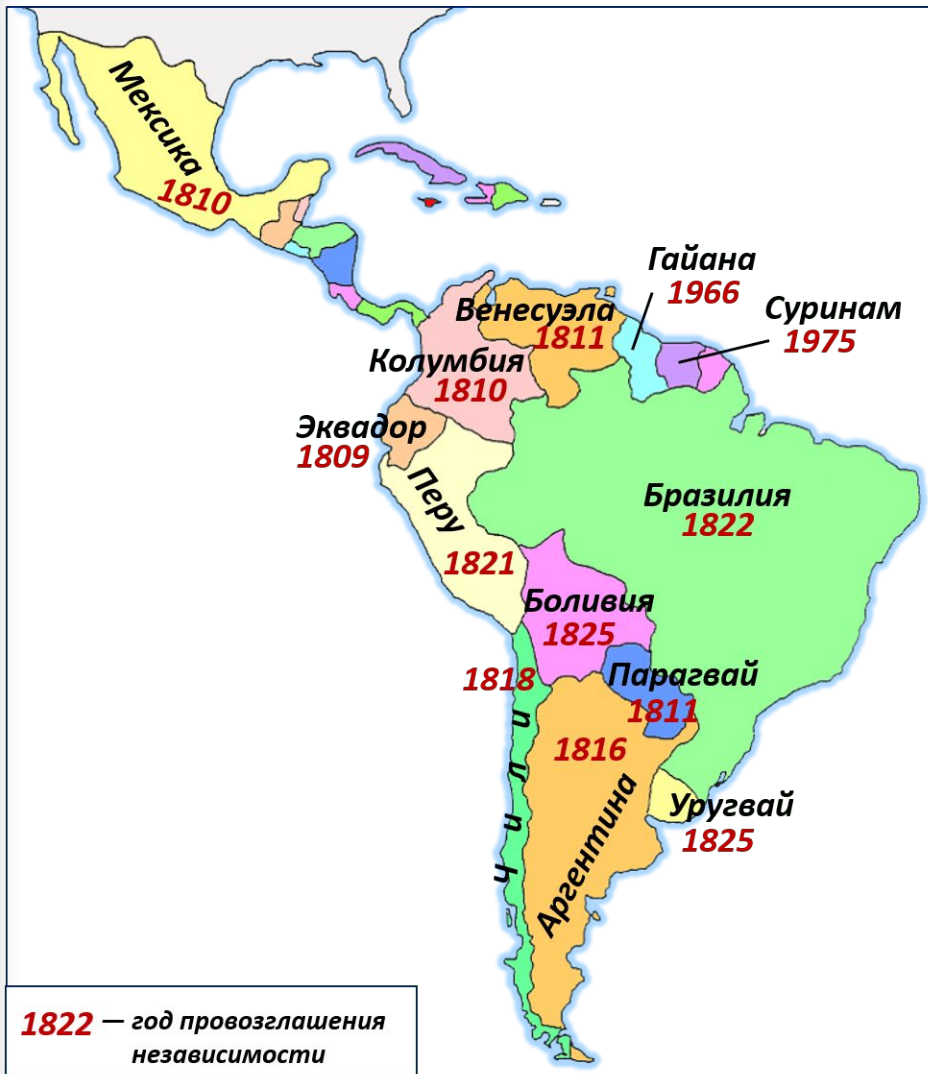 Мексика
1810
Гайана
1966
Суринам
1975
Венесуэла
1811
Колумбия
1810
Эквадор
1809
Перу
1821
Бразилия
1822
Боливия
1825
Парагвай
1811
1818
Чили
1816
Аргентина
Уругвай
1825
1822 — год провозглашения
независимости